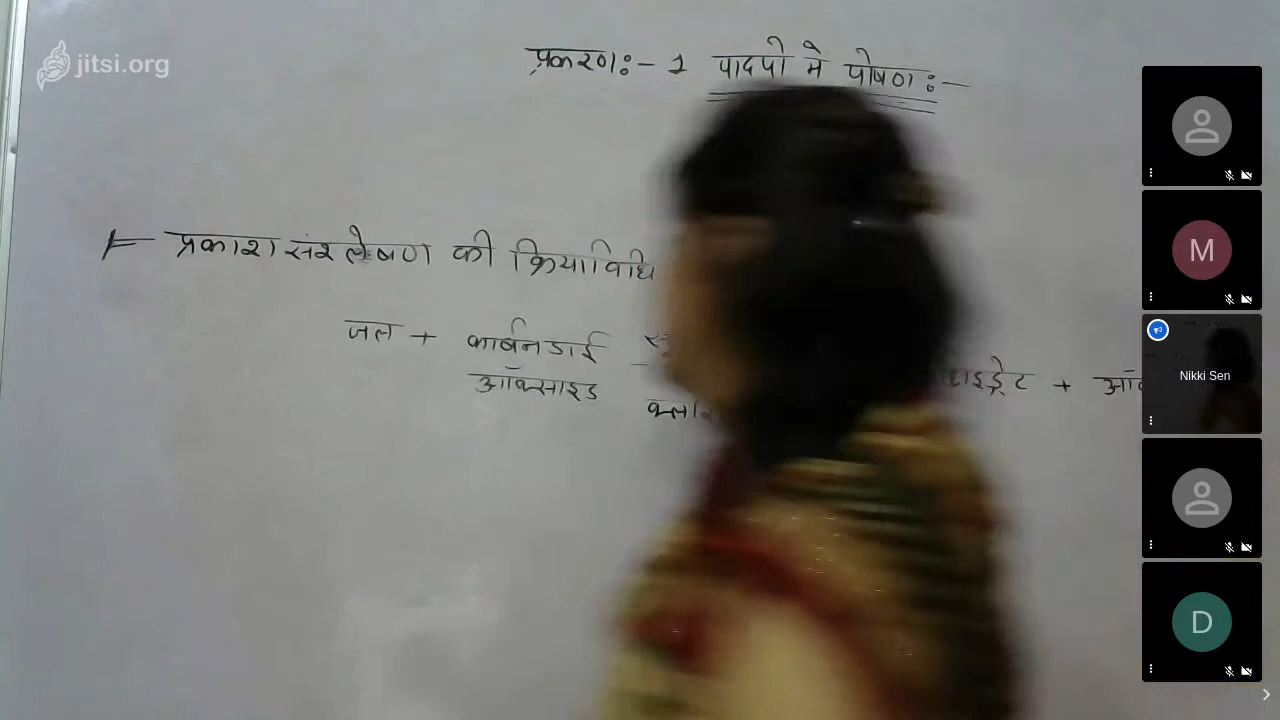 jitsi.org
प्रकरण:- 1 पादपो मे पोषण :-
प्रकाश संश्लेषण की क्रियाविधि
जल + कार्बनडाई
ऑक्साइड
+
M
Nikki Sen
D